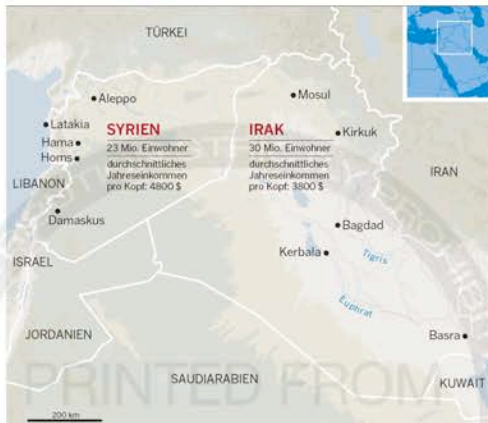 TÜRKEI
Aleppo
Mosul
Latakia
SYRIEN
23 Mio. Einwohner
durchschnittliches
Jahreseinkommen
pro Kopf: 4800 $
IRAK
30 Mio. Einwohner
durchschnittliches
Jahreseinkommen
pro Kopf: 3800 $
Kirkuk
Hama
Homs
IRAN
LIBANON
Damaskus
Bagdad
Kerbala
Tigris
ISRAEL
Euphrat
JORDANIEN
Basra
SAUDIARABIEN
KUWAIT
PRINTED FROM
200 km